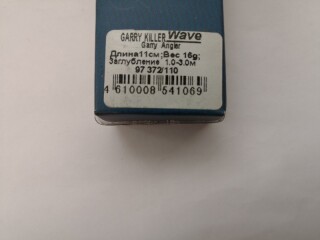 GARRY KILLER Wave
Garry Angler
Длина11см;Вес 16g;
Заглубление 1,0-3.0м
97 372/110
4 610008 541069